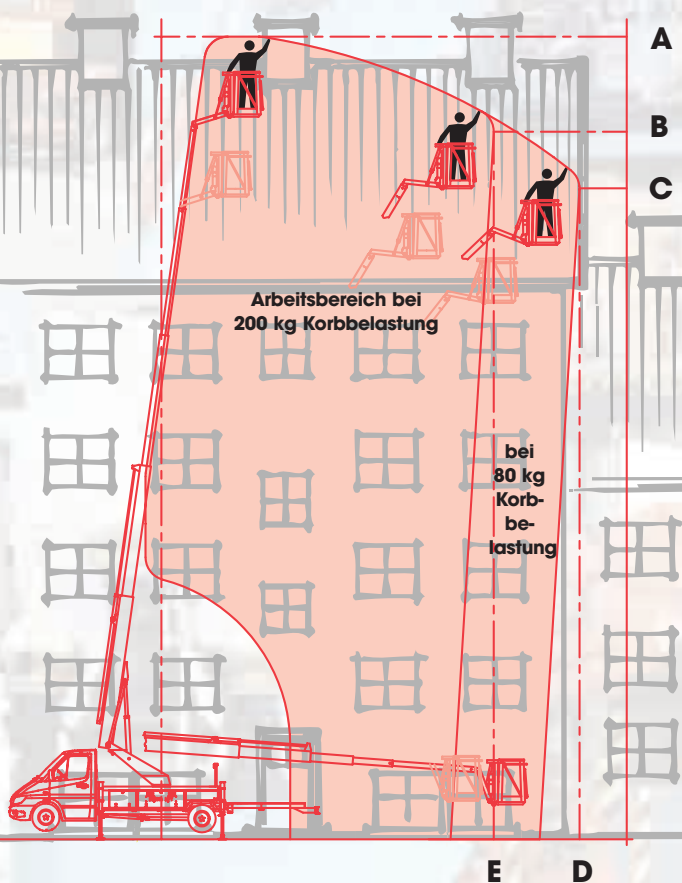 A
B
C
Arbeitsbereich bei
200 kg Korbbelastung
bei
80 kg
Korb-
be-
lastung
E D